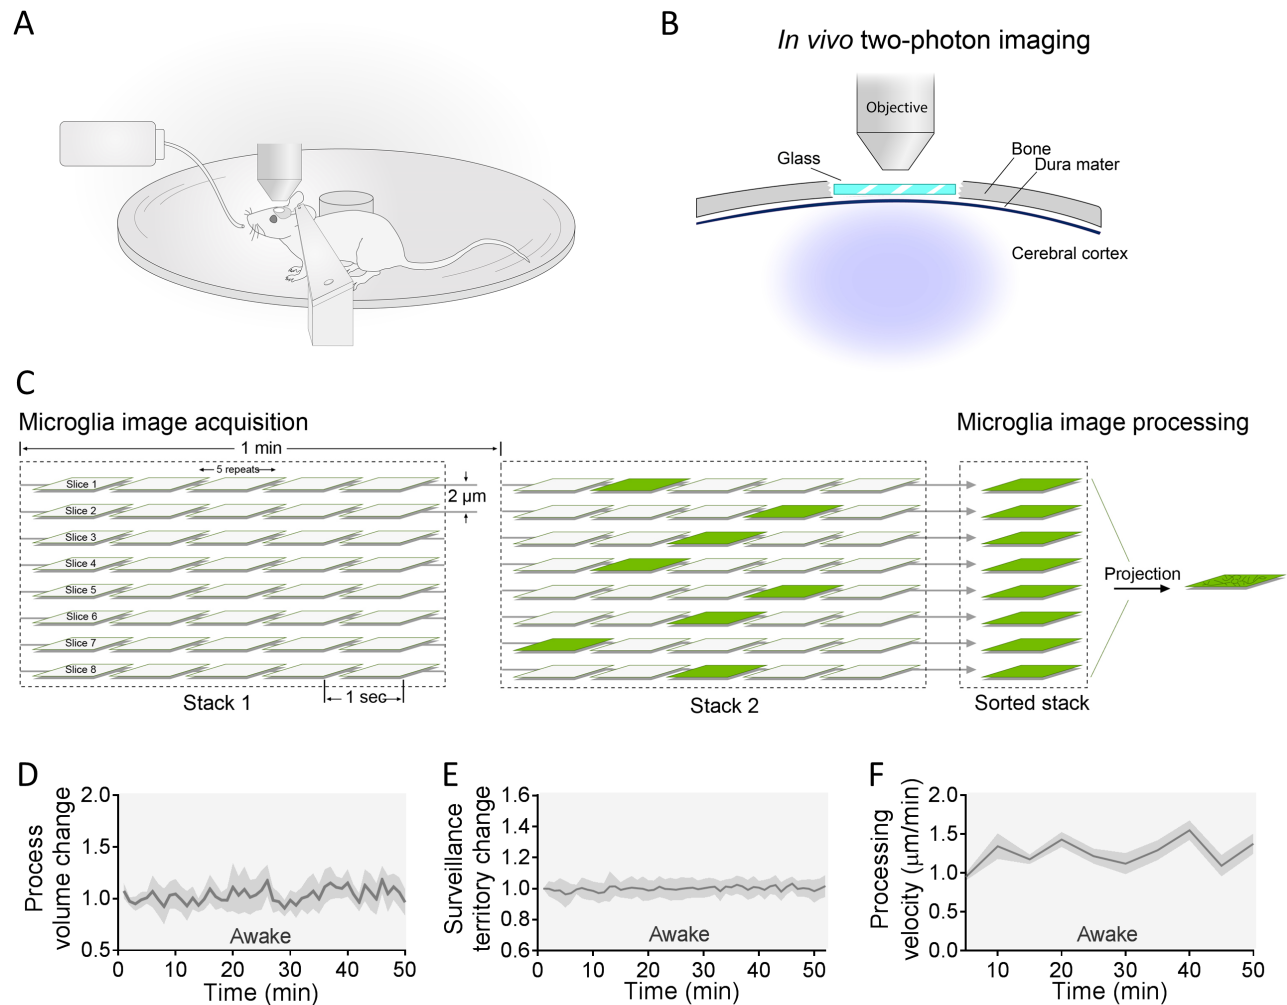 A
B
In vivo two-photon imaging
Objective
Glass
Bone
Dura mater
Cerebral cortex
C
Microglia image acquisition
Microglia image processing
1 min
5 repeats
Slice 1
2 μm
Slice 2
Slice 3
Slice 4
Slice 5
Slice 6
Slice 7
Slice 8
Projection
1 sec
Stack 1
Stack 2
Sorted stack
D
Process
volume change
2.0
1.5
1.0
0.5
Awake
0 10 20 30 40 50
Time (min)
E
Surveillance
territory change
1.6
1.4
1.2
1.0
0.8
0.6
Awake
0 10 20 30 40 50
Time (min)
F
Processing
velocity (μm/min)
2.0
1.5
1.0
0.5
0.0
Awake
10 20 30 40 50
Time (min)